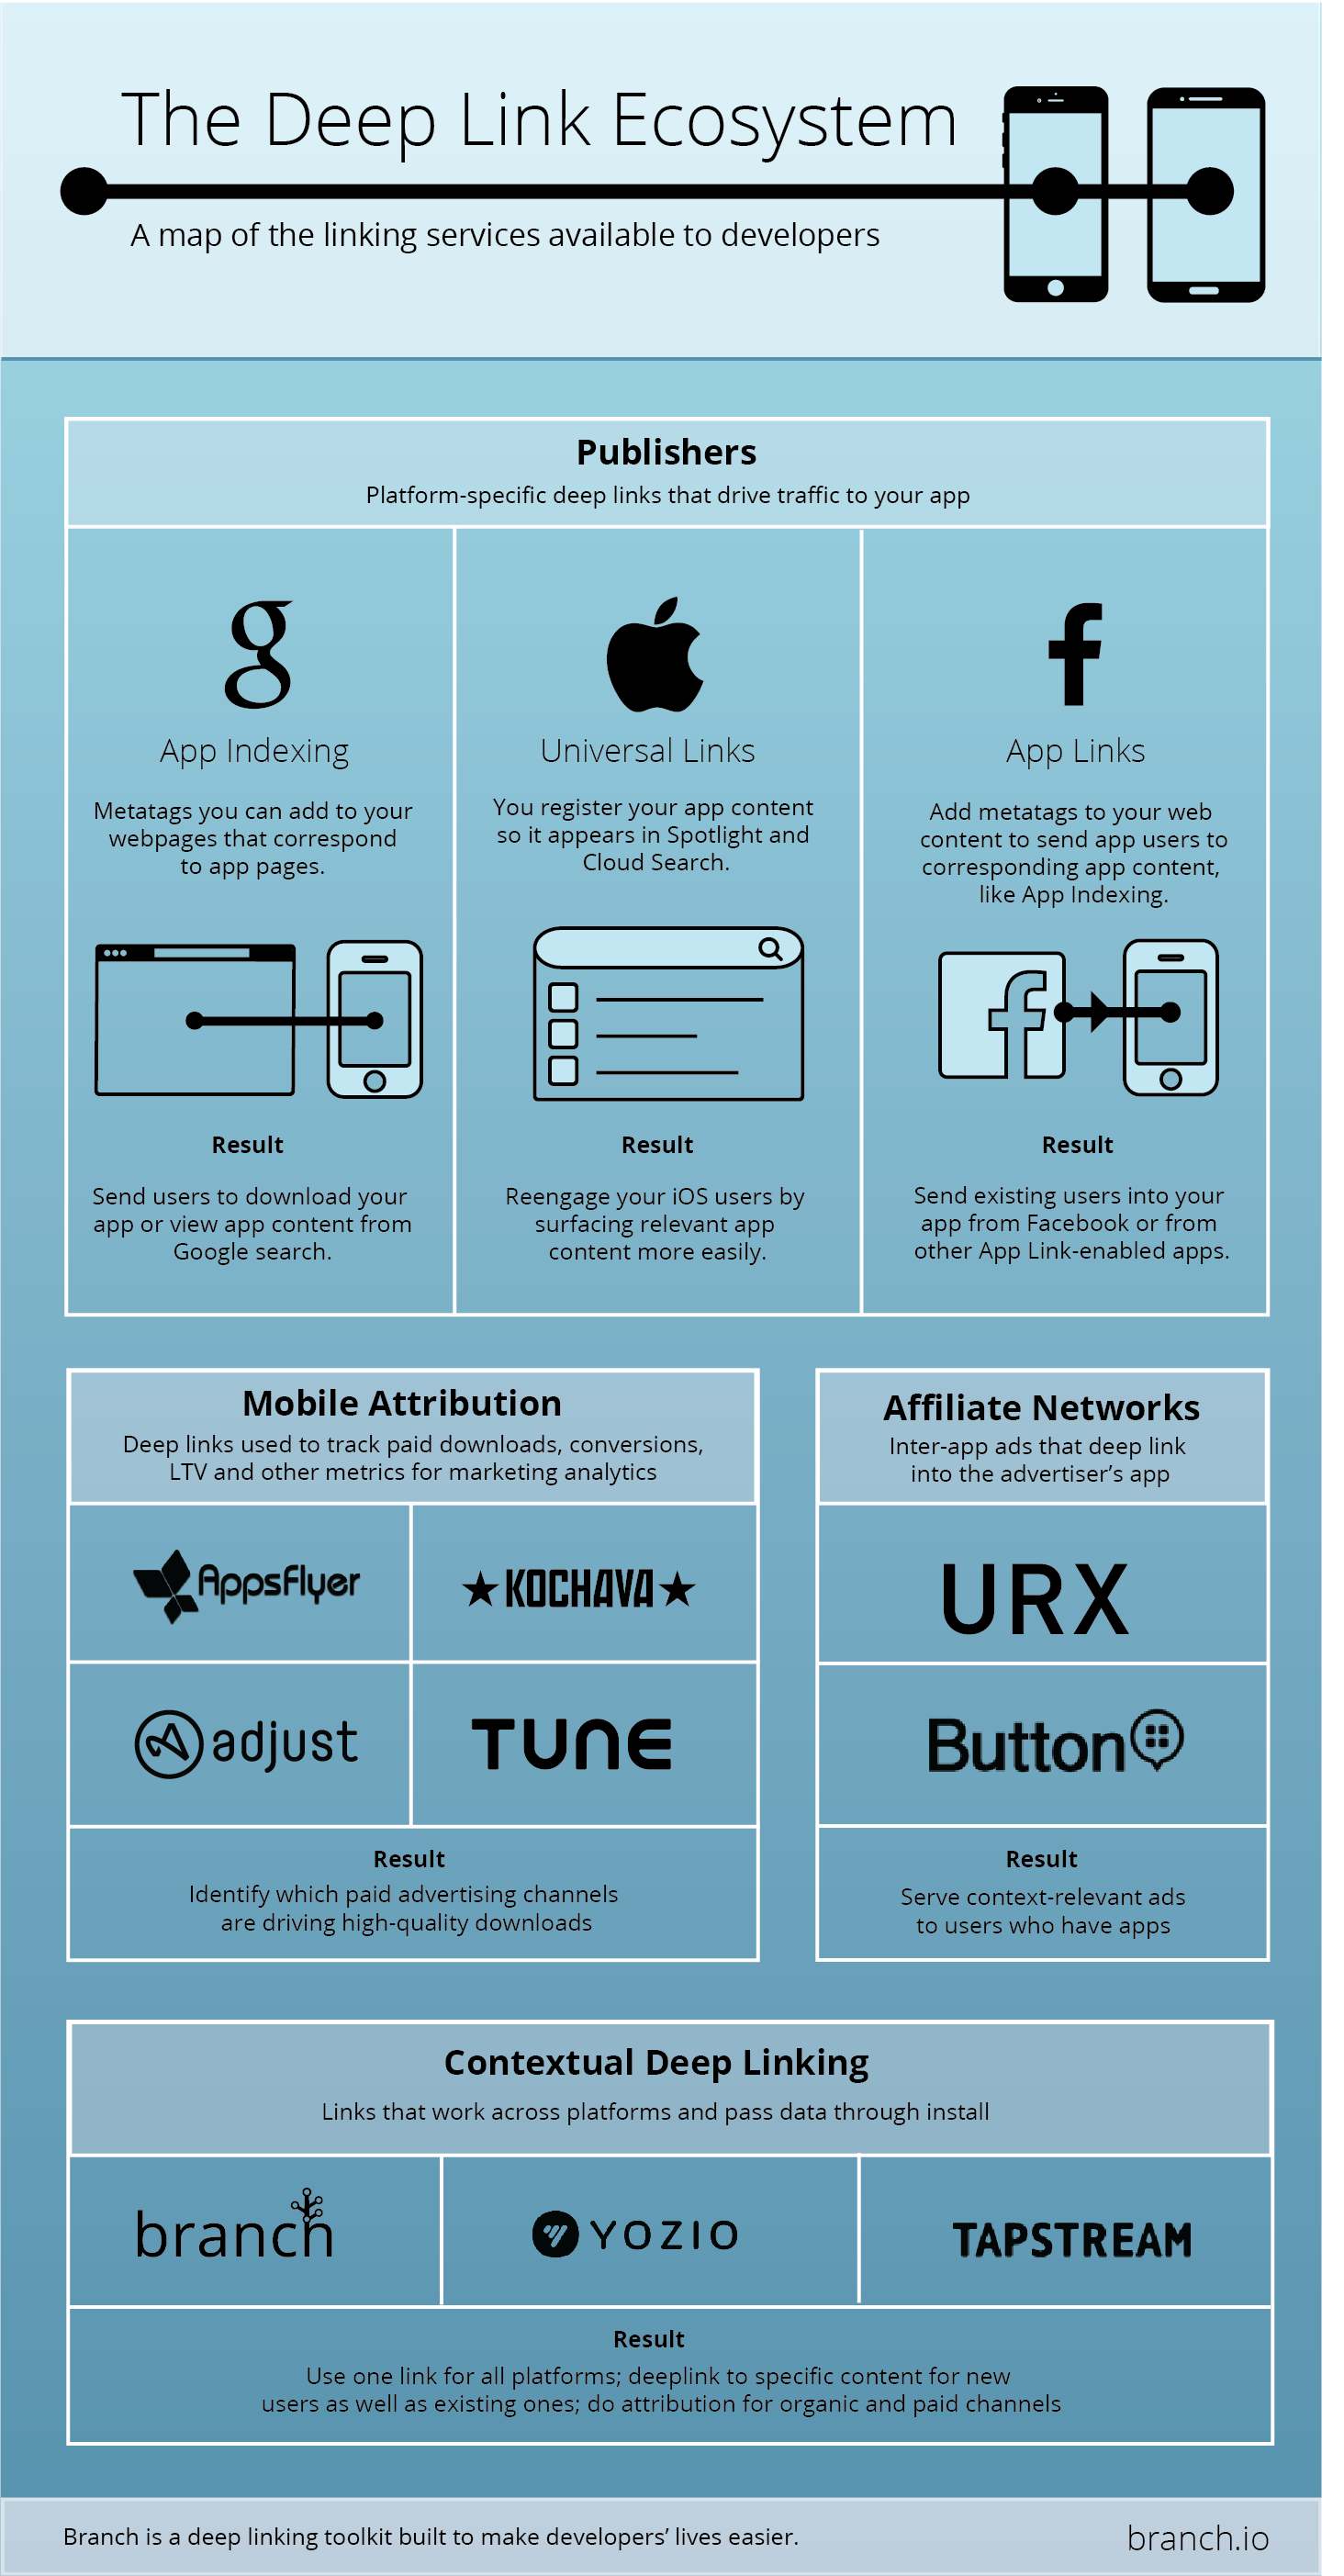 The Deep Link Ecosystem
A map of the linking services available to developers
Publishers
Platform-specific deep links that drive traffic to your app
g
App Indexing
Metatags you can add to your
webpages that correspond
to app pages.
Result
Send users to download your
app or view app content from
Google search.
Universal Links
You register your app content
so it appears in Spotlight and
Cloud Search.
Result
Reengage your iOS users by
surfacing relevant app
content more easily.
f
App Links
Add metatags to your web
content to send app users to
corresponding app content,
like App Indexing.
f
Result
Send existing users into your
app from Facebook or from
other App Link-enabled apps.
Mobile Attribution
Deep links used to track paid downloads, conversions,
LTV and other metrics for marketing analytics
AppsFlyer
KOCHAVA
adjust
TUNE
Result
Identify which paid advertising channels
are driving high-quality downloads
Affiliate Networks
Inter-app ads that deep link
into the advertiser's app
URX
Button
Result
Serve context-relevant ads
to users who have apps
Contextual Deep Linking
Links that work across platforms and pass data through install
branch
YOZIO
TAPSTREAM
Result
Use one link for all platforms; deeplink to specific content for new
users as well as existing ones; do attribution for organic and paid channels
Branch is a deep linking toolkit built to make developers' lives easier.
branch.io